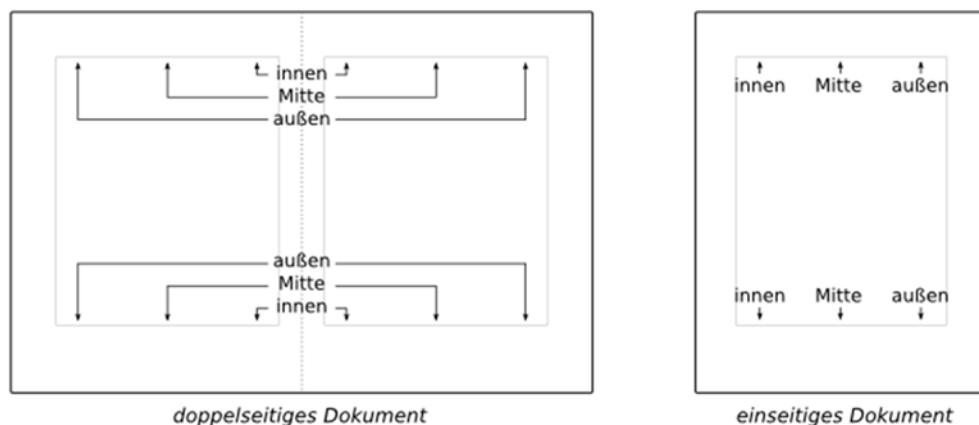 innen
Mitte
außen
außen
Mitte
innen
doppelseitiges Dokument
innen Mitte außen
innen Mitte außen
einseitiges Dokument